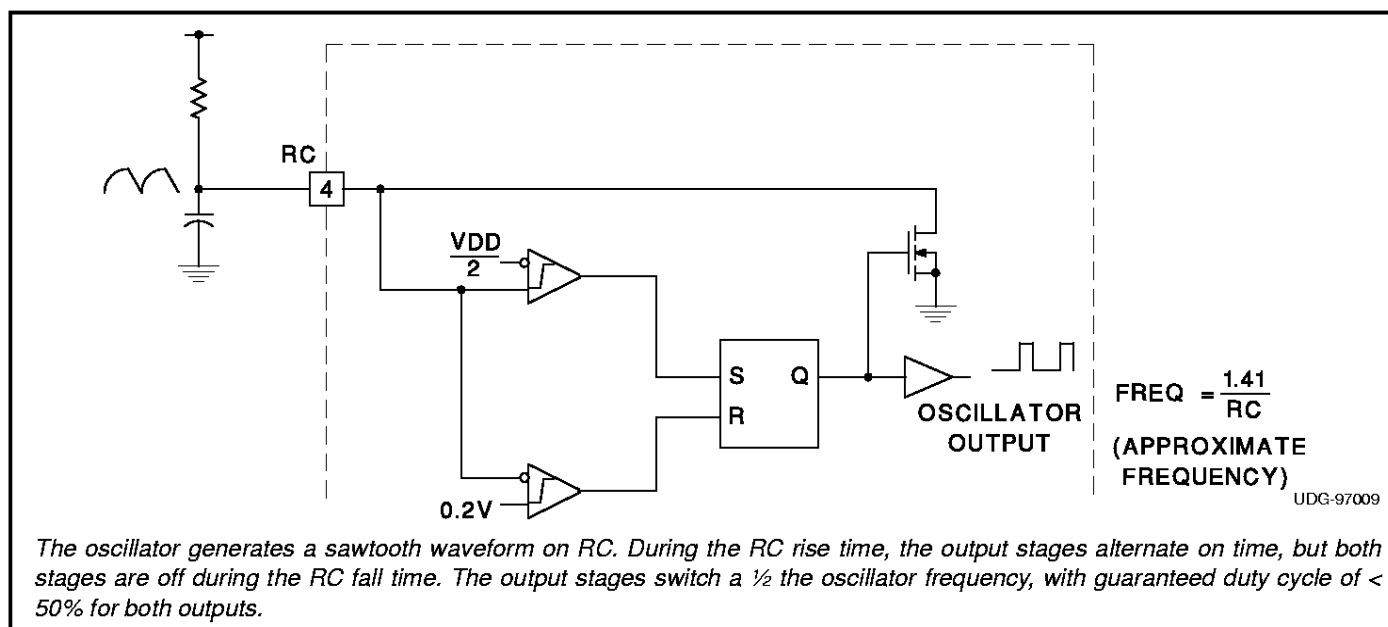 RC
4
VDD
2
0.2V
S
Q
R
OSCILLATOR
OUTPUT
FREQ = 1.41
RC
(APPROXIMATE
FREQUENCY)
UDG-97009
The oscillator generates a sawtooth waveform on RC. During the RC rise time, the output stages alternate on time, but both
stages are off during the RC fall time. The output stages switch a ½ the oscillator frequency, with guaranteed duty cycle of <
50% for both outputs.